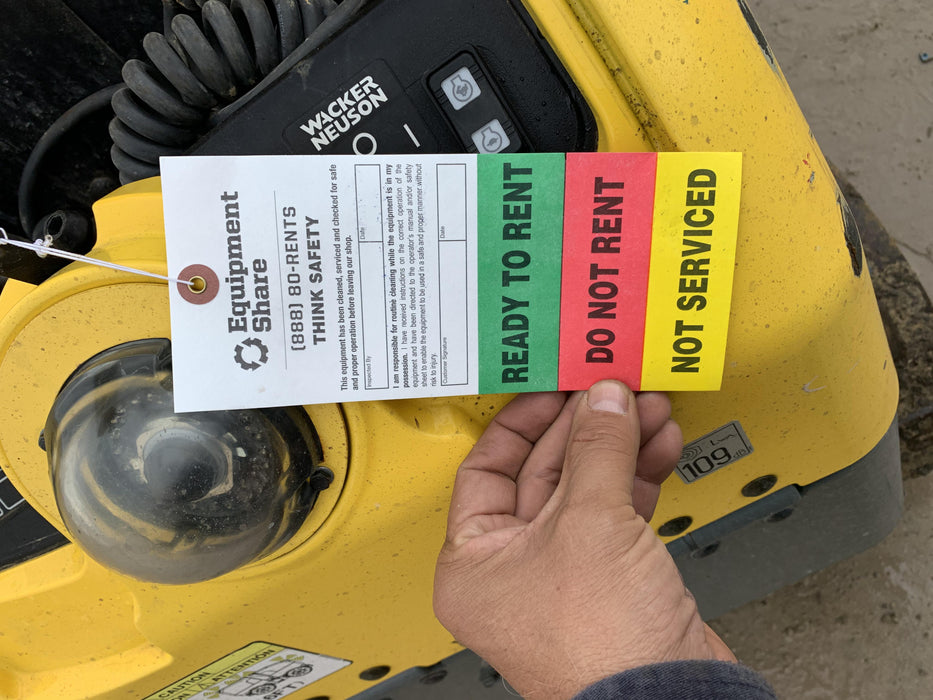 WACKER
NEUSON
Equipment
Share
(888) 80-RENTS
THINK SAFETY
This equipment has been cleaned, serviced and checked for safe
and proper operation before leaving our shop.
Inspected By
Date
I am responsible for routine cleaning while the equipment is in my
possession. I have received instructions on the correct operation of the
equipment and have been directed to the operator's manual and/or safety
sheet to enable the equipment to be used in a safe and proper manner without
risk to injury.
Customer Signature
Date
READY TO RENT
DO NOT RENT
NOT SERVICED
109
dB
CAUTION
ATTENTION